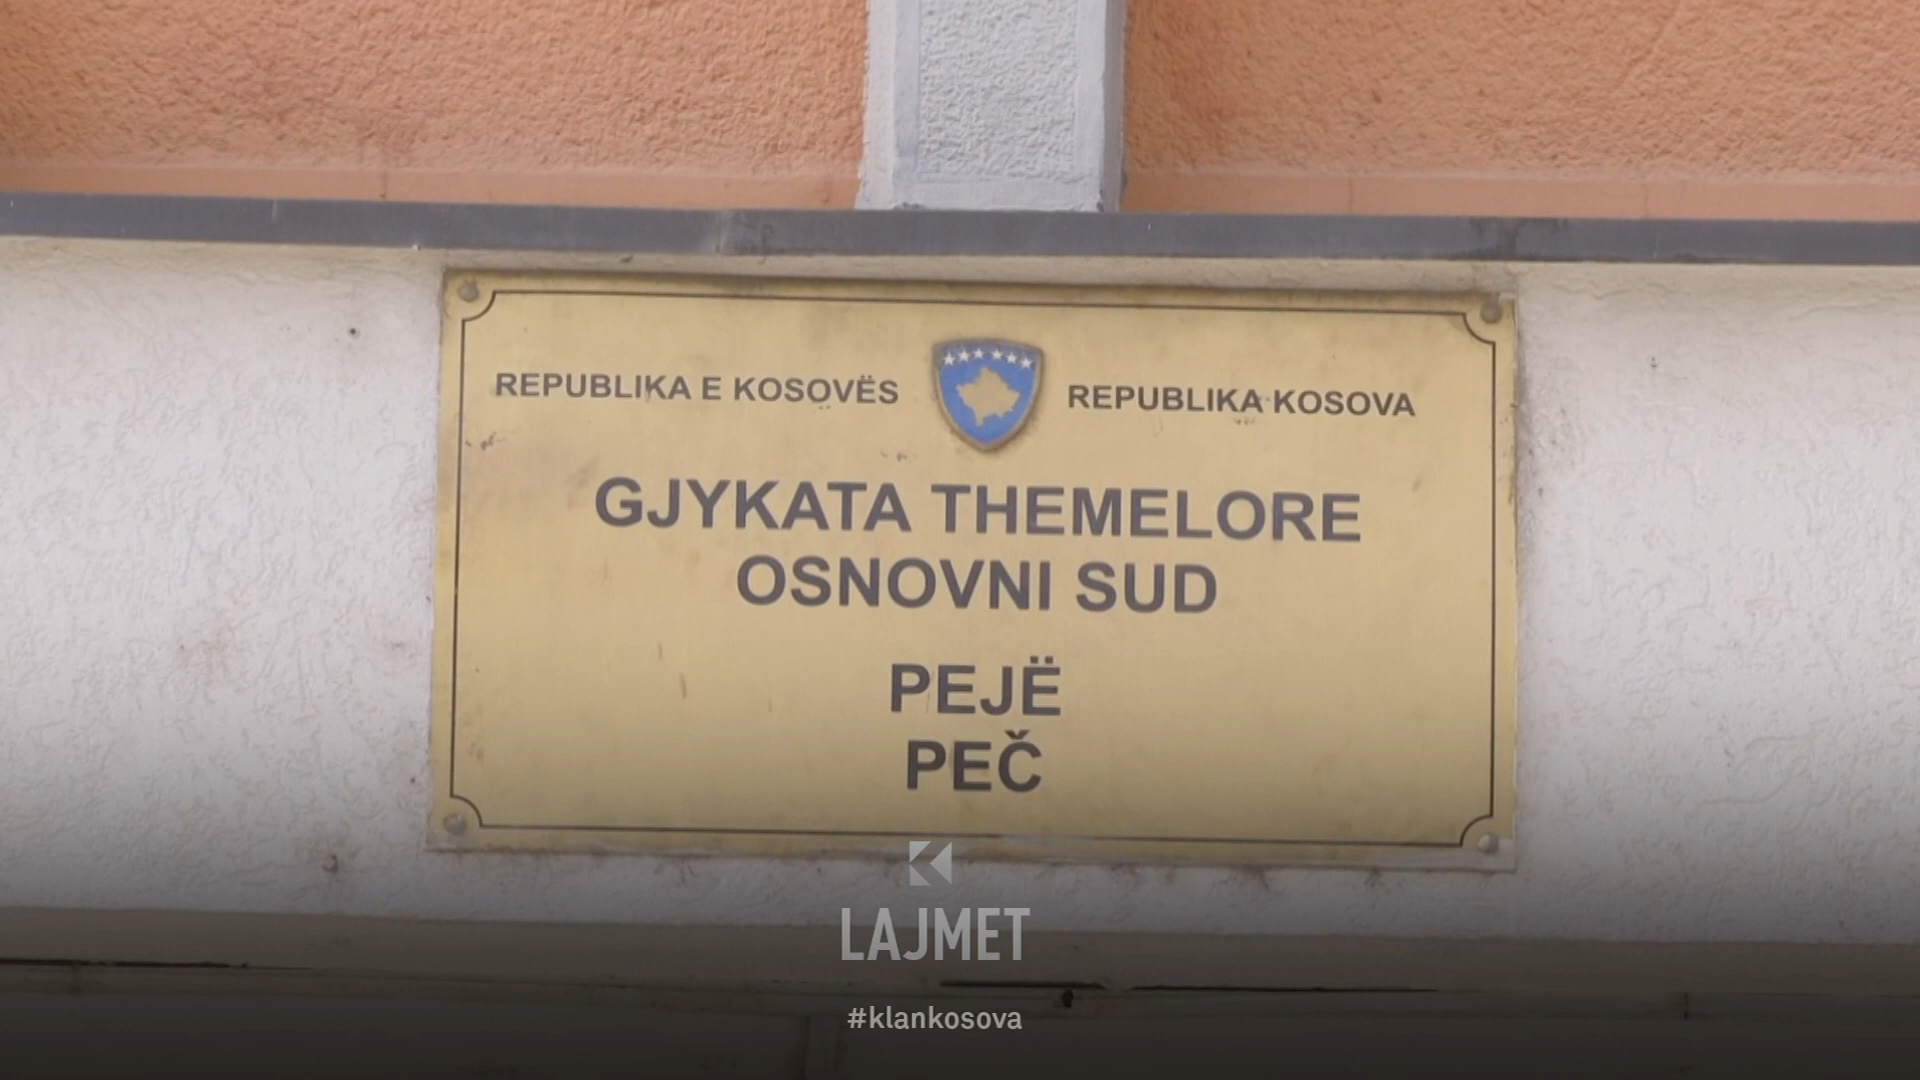 REPUBLIKA E KOSOVËS
REPUBLIKA KOSOVA
GJYKATA THEMELORE
OSNOVNI SUD
PEJË
PEČ
LAJMET
#klankosova